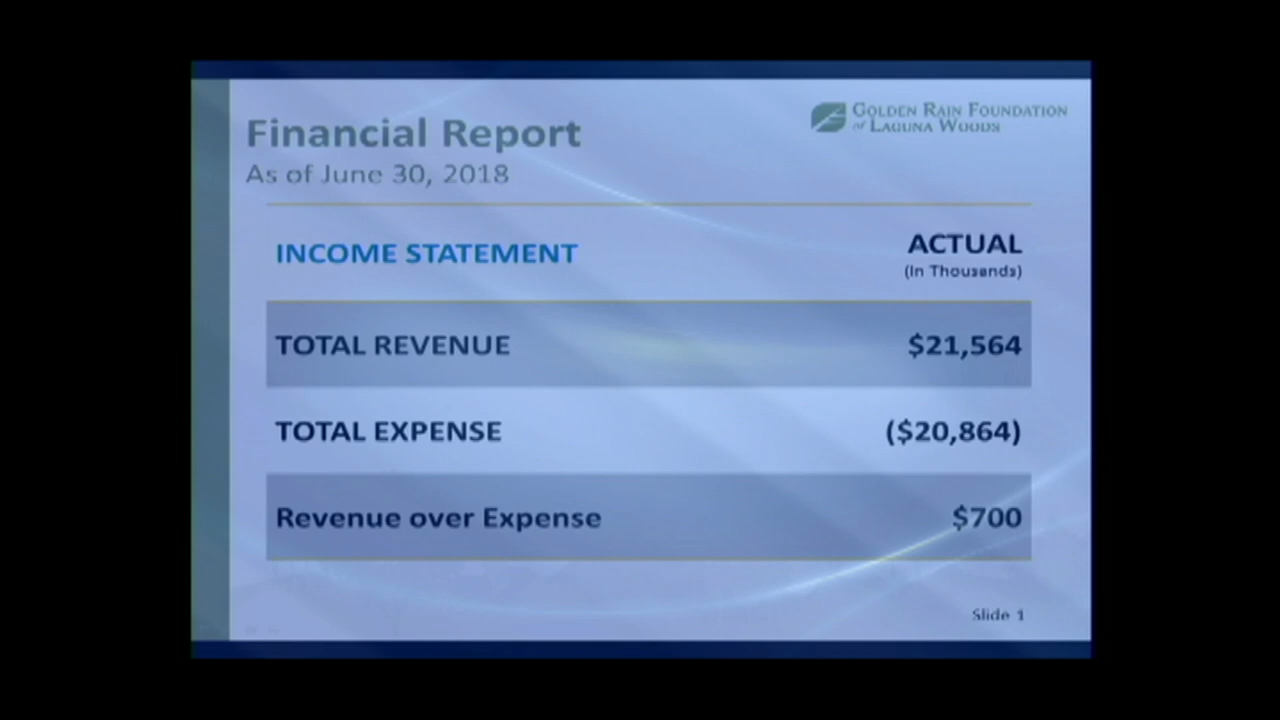 Financial Report
As of June 30, 2018
GOLDEN RAIN FOUNDATION
of LAGUNA WOODS
INCOME STATEMENT
ACTUAL
(In Thousands)
TOTAL REVENUE $21,564
TOTAL EXPENSE ($20,864)
Revenue over Expense $700
Slide 1